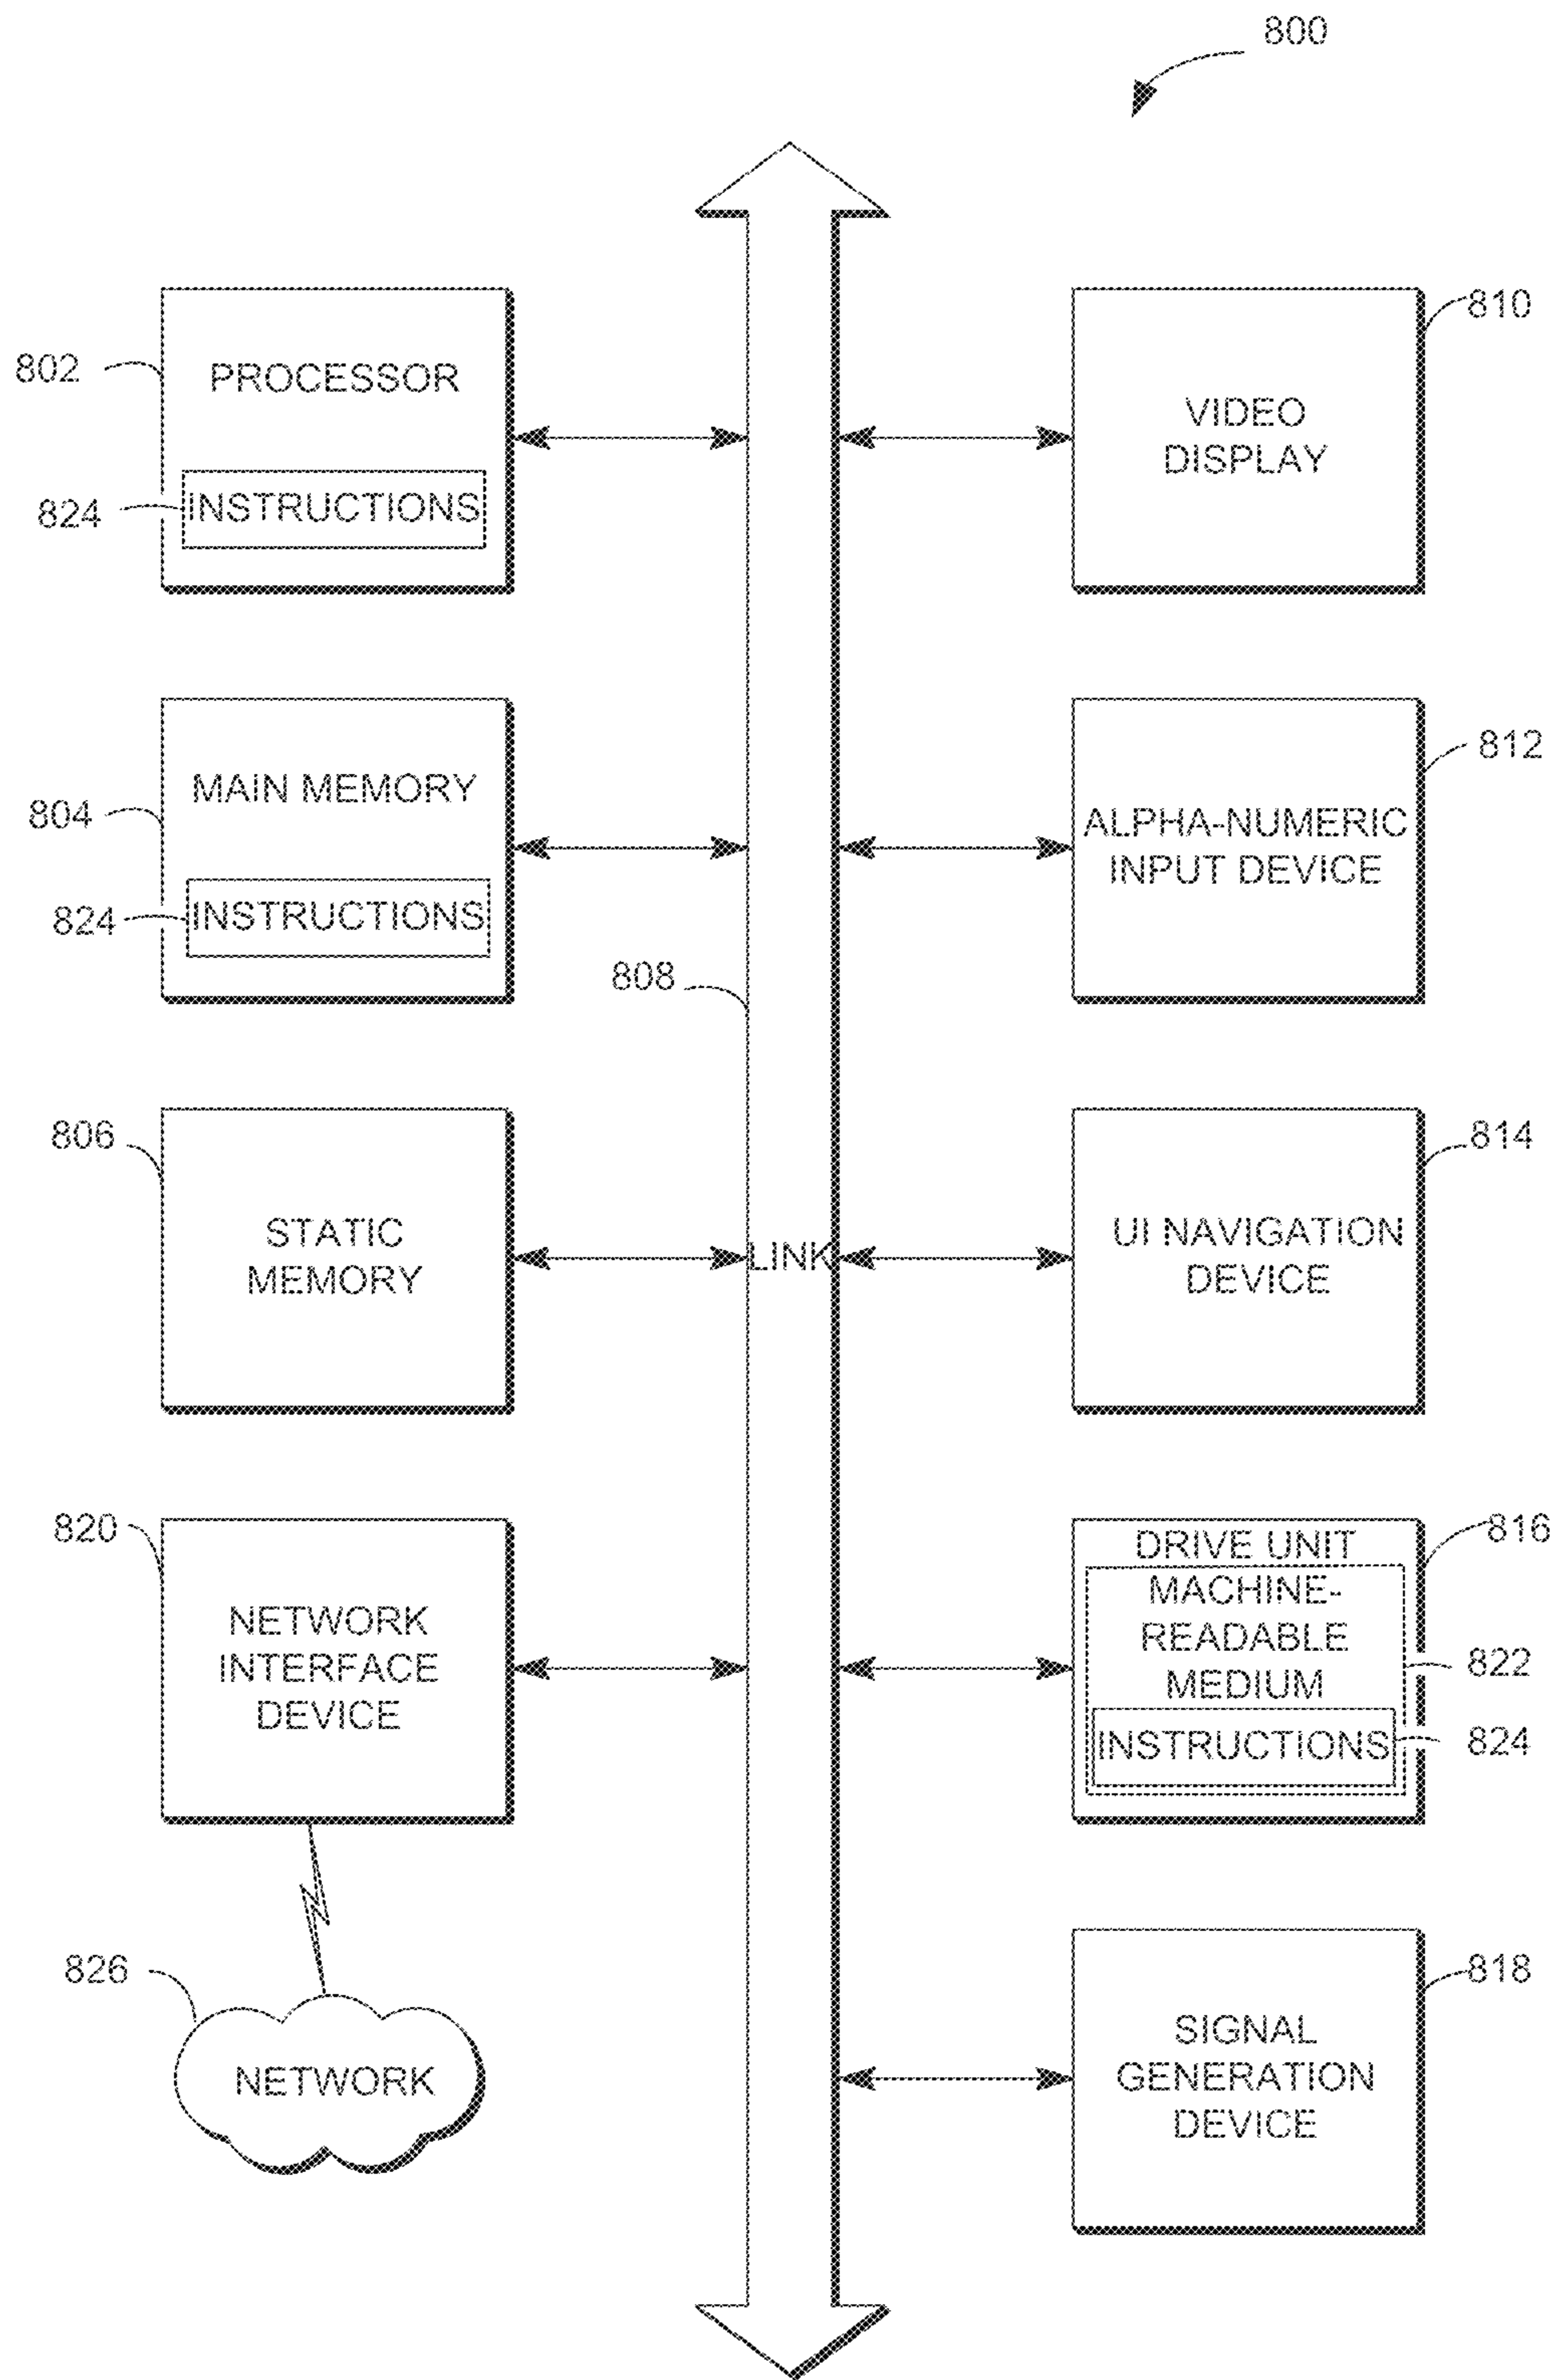 800
802
PROCESSOR
824
INSTRUCTIONS
810
VIDEO
DISPLAY
804
MAIN MEMORY
824
INSTRUCTIONS
812
ALPHA-NUMERIC
INPUT DEVICE
808
806
STATIC
MEMORY
LINK
814
UI NAVIGATION
DEVICE
820
NETWORK
INTERFACE
DEVICE
816
DRIVE UNIT
MACHINE-
READABLE
MEDIUM
822
INSTRUCTIONS
824
826
NETWORK
818
SIGNAL
GENERATION
DEVICE